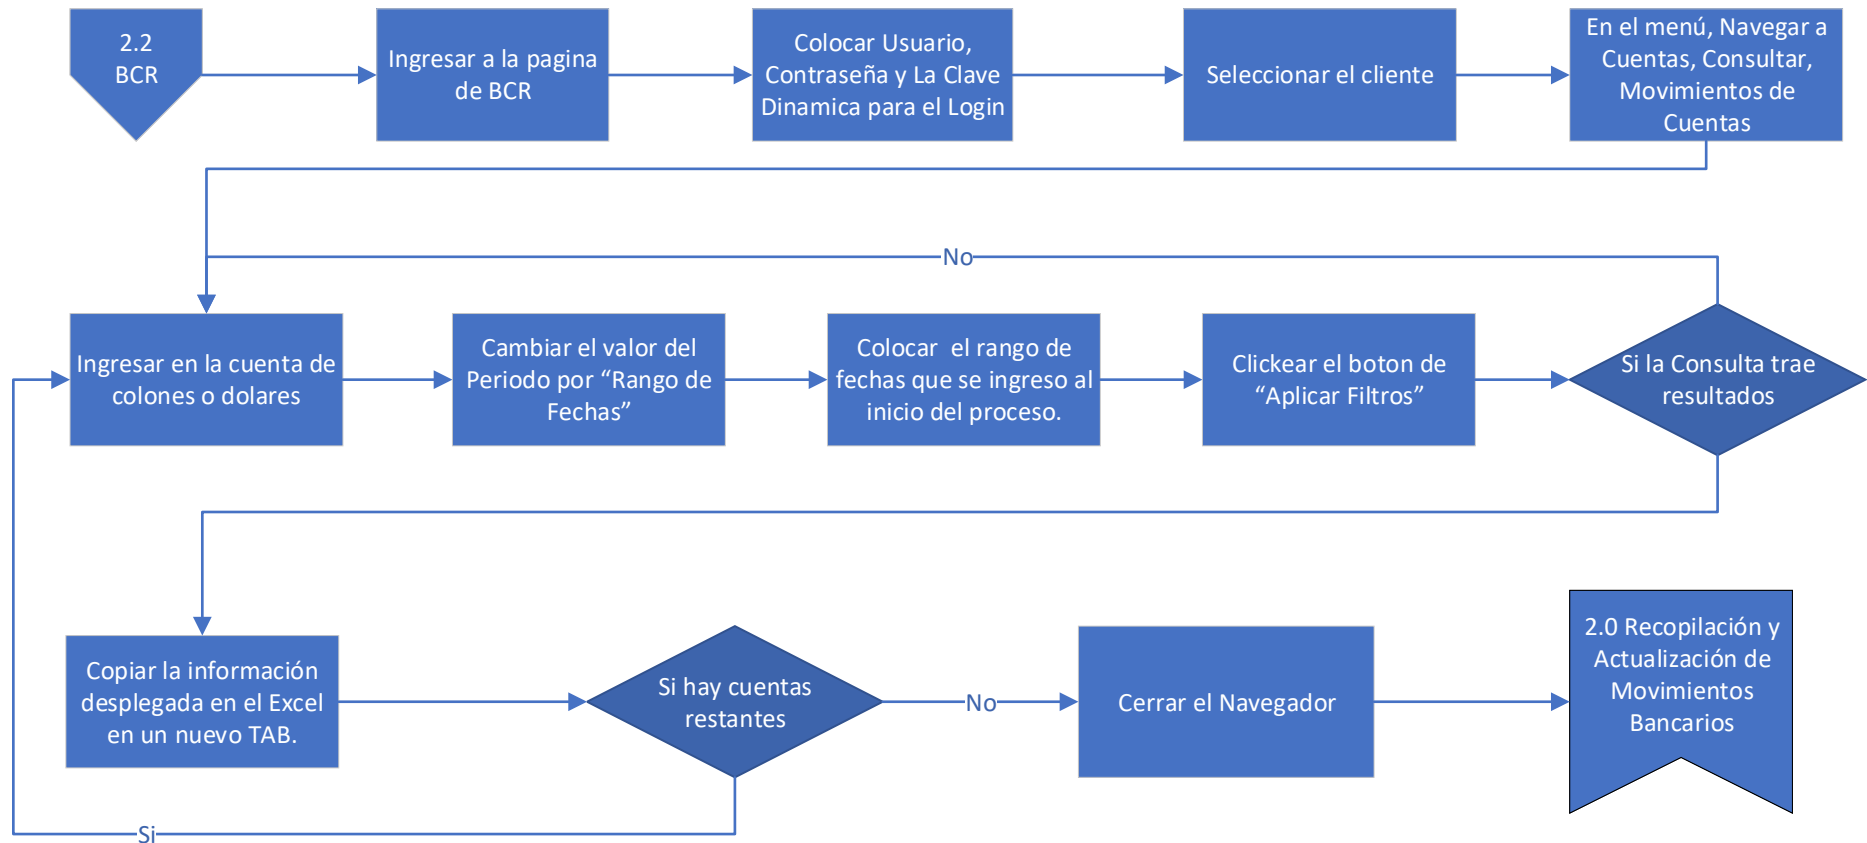 2.2
BCR
Ingresar a la pagina
de BCR
Colocar Usuario,
Contraseña y La Clave
Dinamica para el Login
Seleccionar el cliente
En el menú, Navegar a
Cuentas, Consultar,
Movimientos de
Cuentas
No
Ingresar en la cuenta de
colones o dolares
Cambiar el valor del
Periodo por “Rango de
Fechas”
Colocar  el rango de
fechas que se ingreso al
inicio del proceso.
Clickear el boton de
“Aplicar Filtros”
Si la Consulta trae
resultados
Copiar la información
desplegada en el Excel
en un nuevo TAB.
Si hay cuentas
restantes
No
Cerrar el Navegador
2.0 Recopilación y
Actualización de
Movimientos
Bancarios
Si